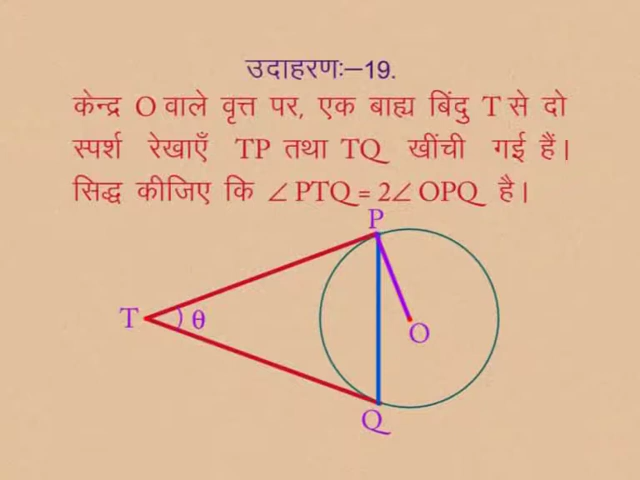 उदाहरणः–19.
केन्द्र O वाले वृत्त पर, एक बाह्य बिंदु T से दो
स्पर्श रेखाएँ TP तथा TQ खींची गई हैं।
सिद्ध कीजिए कि ∠PTQ = 2∠OPQ है।
P
T θ
O
Q